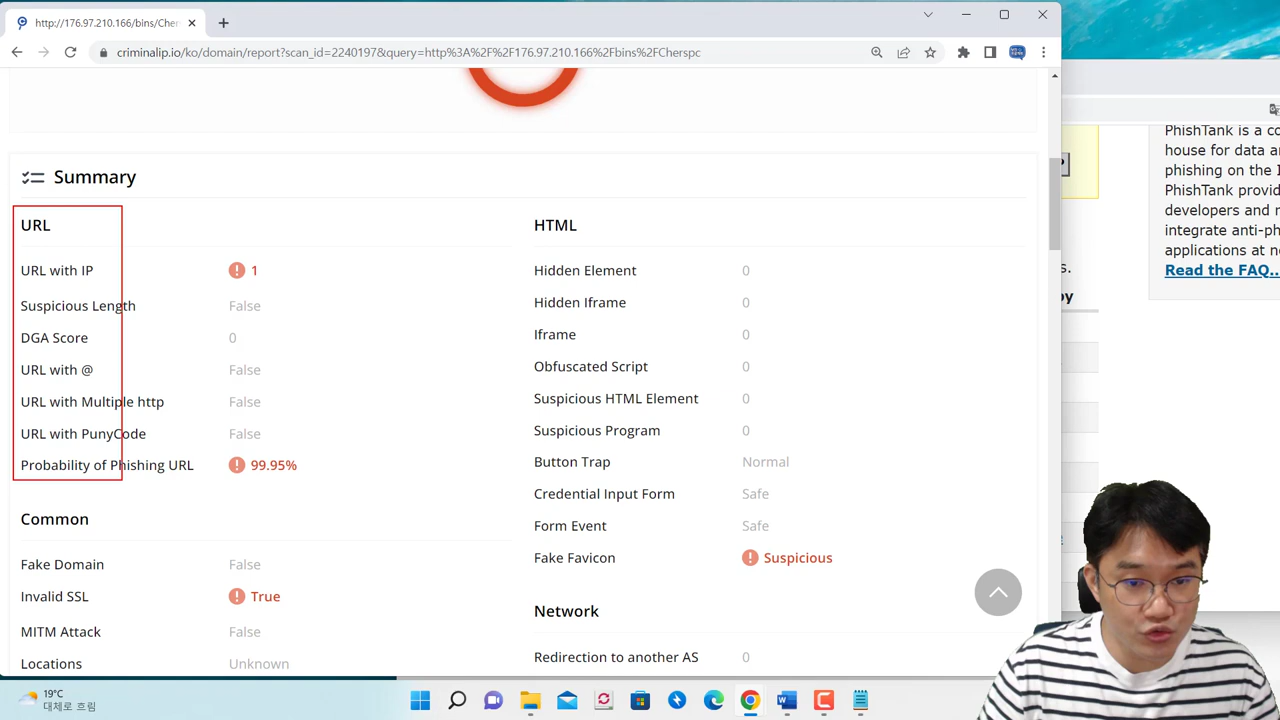 http://176.97.210.166/bins/Cher
criminalip.io/ko/domain/report?scan_id=2240197&query=http%3A%2F%2F176.97.210.166%2Fbins%2FCherspc
Summary
URL
URL with IP 1
Suspicious Length False
DGA Score 0
URL with @ False
URL with Multiple http False
URL with PunyCode False
Probability of Phishing URL 99.95%
Common
Fake Domain False
Invalid SSL True
MITM Attack False
Locations Unknown
HTML
Hidden Element 0
Hidden Iframe 0
Iframe 0
Obfuscated Script 0
Suspicious HTML Element 0
Suspicious Program 0
Button Trap Normal
Credential Input Form Safe
Form Event Safe
Fake Favicon Suspicious
Network
Redirection to another AS 0
PhishTank is a co
house for data a
phishing on the I
PhishTank provid
developers and r
integrate anti-ph
applications at no
Read the FAQ...
s.
by
19°C
대체로 흐림